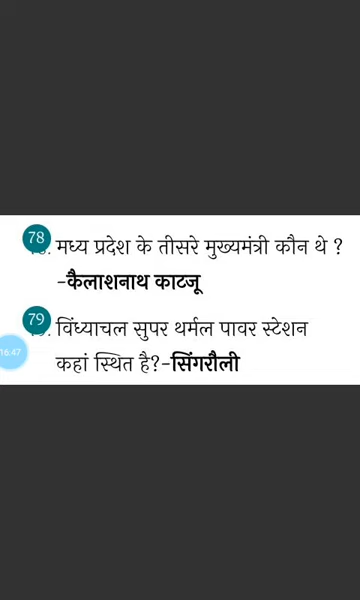 78 मध्य प्रदेश के तीसरे मुख्यमंत्री कौन थे ?
-कैलाशनाथ काटजू
79 विंध्याचल सुपर थर्मल पावर स्टेशन
16:47 कहां स्थित है?-सिंगरौली